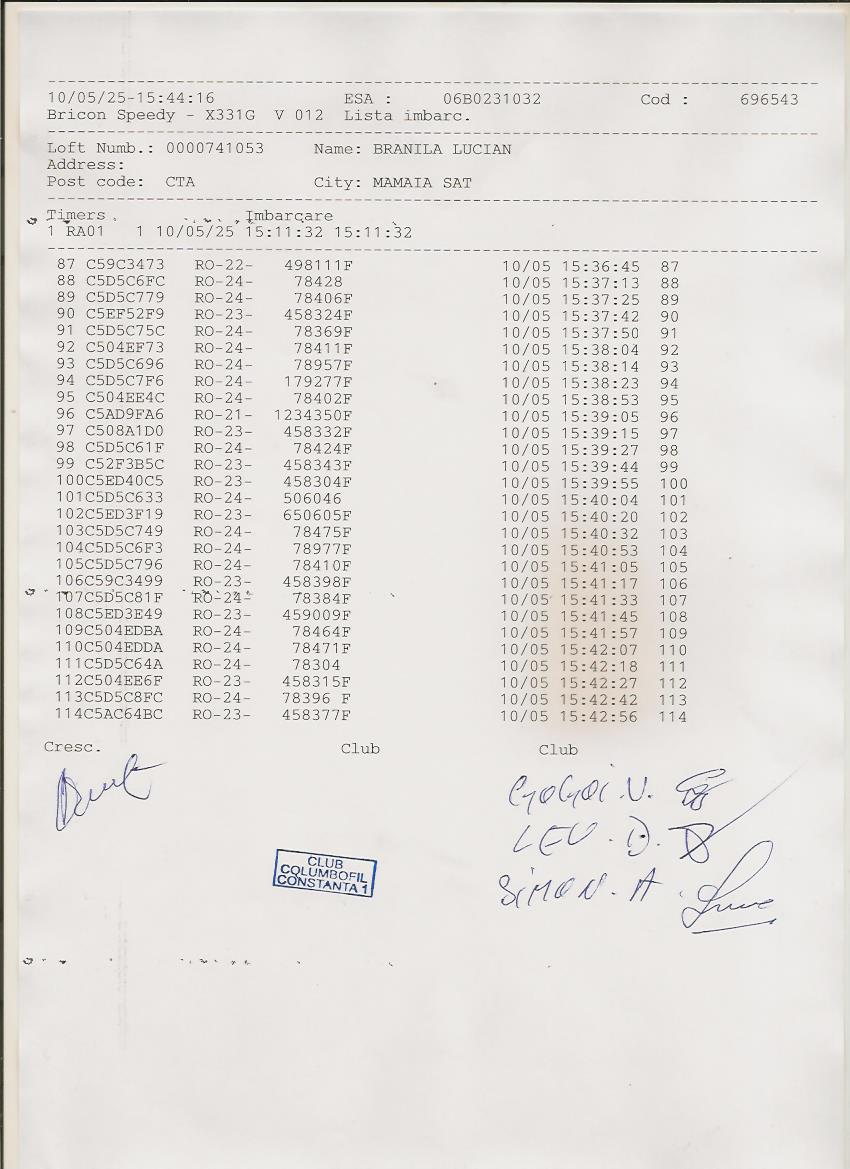 10/05/25-15:44:16 ESA : 06B0231032 Cod : 696543
Bricon Speedy - X331G V 012 Lista imbarc.
Loft Numb.: 0000741053 Name: BRANILA LUCIAN
Address:
Post code: CTA City: MAMAIA SAT
Timers Imbarcare
1 RA01 1 10/05/25 15:11:32 15:11:32
87 C59C3473 RO-22- 498111F 10/05 15:36:45 87
88 C5D5C6FC RO-24- 78428 10/05 15:37:13 88
89 C5D5C779 RO-24- 78406F 10/05 15:37:25 89
90 C5EF52F9 RO-23- 458324F 10/05 15:37:42 90
91 C5D5C75C RO-24- 78369F 10/05 15:37:50 91
92 C504EF73 RO-24- 78411F 10/05 15:38:04 92
93 C5D5C696 RO-24- 78957F 10/05 15:38:14 93
94 C5D5C7F6 RO-24- 179277F 10/05 15:38:23 94
95 C504EE4C RO-24- 78402F 10/05 15:38:53 95
96 C5AD9FA6 RO-21- 1234350F 10/05 15:39:05 96
97 C508A1D0 RO-23- 458332F 10/05 15:39:15 97
98 C5D5C61F RO-24- 78424F 10/05 15:39:27 98
99 C52F3B5C RO-23- 458343F 10/05 15:39:44 99
100C5ED40C5 RO-23- 458304F 10/05 15:39:55 100
101C5D5C633 RO-24- 506046 10/05 15:40:04 101
102C5ED3F19 RO-23- 650605F 10/05 15:40:20 102
103C5D5C749 RO-24- 78475F 10/05 15:40:32 103
104C5D5C6F3 RO-24- 78977F 10/05 15:40:53 104
105C5D5C796 RO-24- 78410F 10/05 15:41:05 105
106C59C3499 RO-23- 458398F 10/05 15:41:17 106
107C5D5C81F RO-24- 78384F 10/05 15:41:33 107
108C5ED3E49 RO-23- 459009F 10/05 15:41:45 108
109C504EDBA RO-24- 78464F 10/05 15:41:57 109
110C504EDDA RO-24- 78471F 10/05 15:42:07 110
111C5D5C64A RO-24- 78304 10/05 15:42:18 111
112C504EE6F RO-23- 458315F 10/05 15:42:27 112
113C5D5C8FC RO-24- 78396 F 10/05 15:42:42 113
114C5AC64BC RO-23- 458377F 10/05 15:42:56 114
Cresc. Club Club
GOGOI V.
LEU . D.
SIMON . A.
CLUB
COLUMBOFIL
CONSTANTA 1